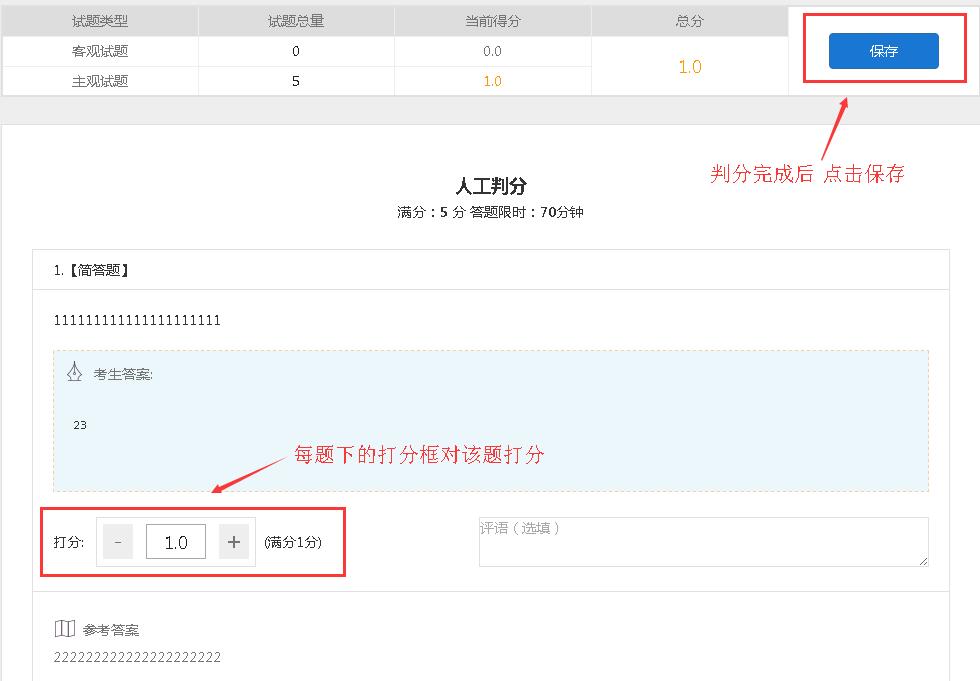 试题类型 试题总量 当前得分 总分
保存
客观试题 0 0.0
1.0
主观试题 5 1.0
判分完成后 点击保存
人工判分
满分：5 分 答题限时：70分钟
1.【简答题】
111111111111111111111
考生答案:
23
每题下的打分框对该题打分
打分: - 1.0 + (满分1分)
评语（选填）
参考答案
222222222222222222222